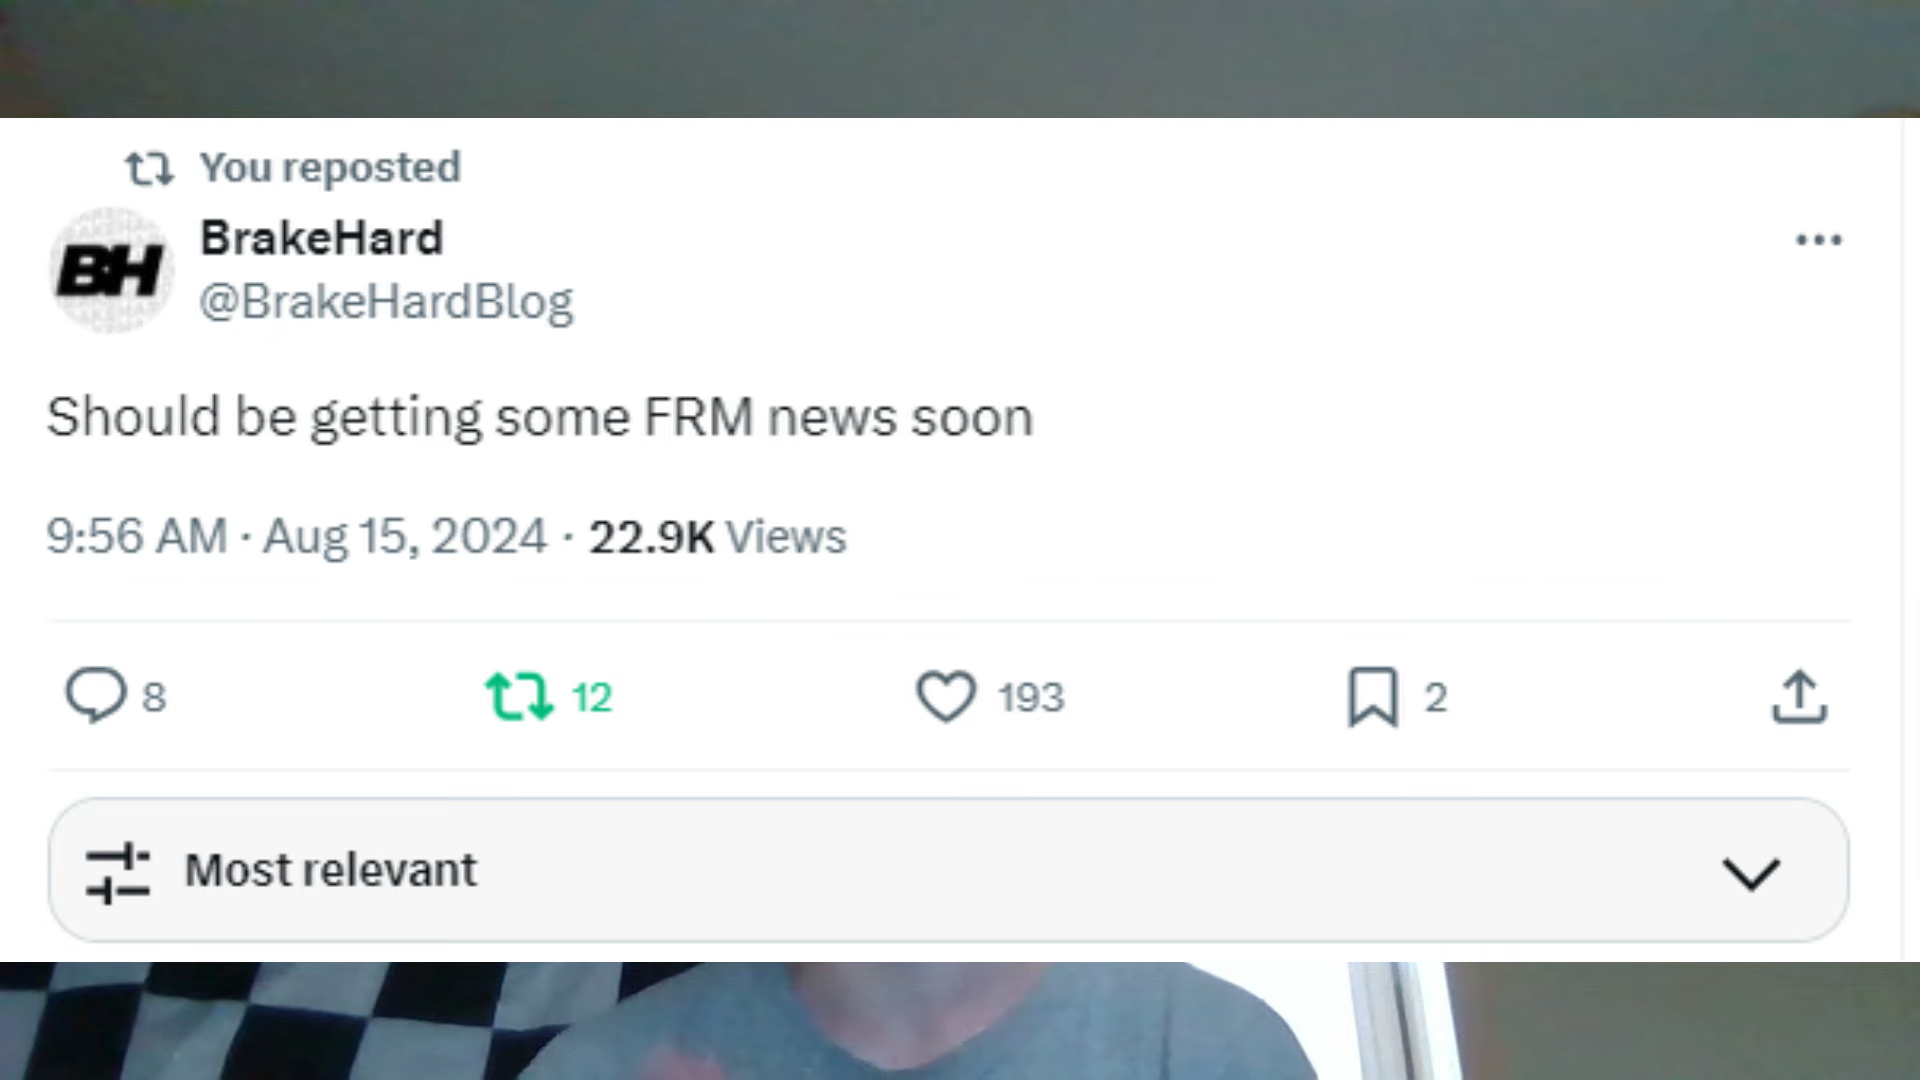 You reposted
BH
BrakeHard
@BrakeHardBlog
Should be getting some FRM news soon
9:56 AM · Aug 15, 2024 · 22.9K Views
8 12 193 2
Most relevant